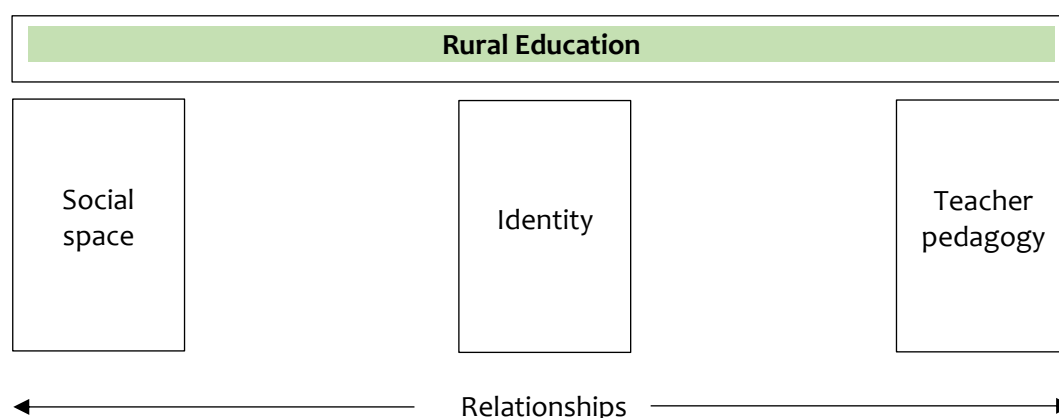 Rural Education
Social
space
Identity
Teacher
pedagogy
Relationships